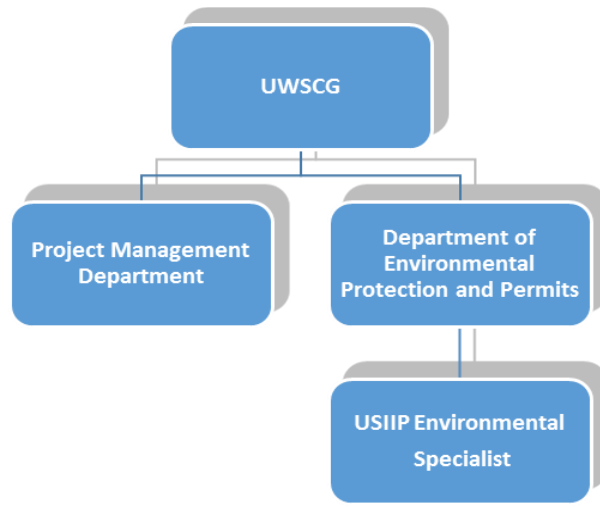 UWSCG
Project Management
Department
Department of
Environmental
Protection and Permits
USIIP Environmental
Specialist